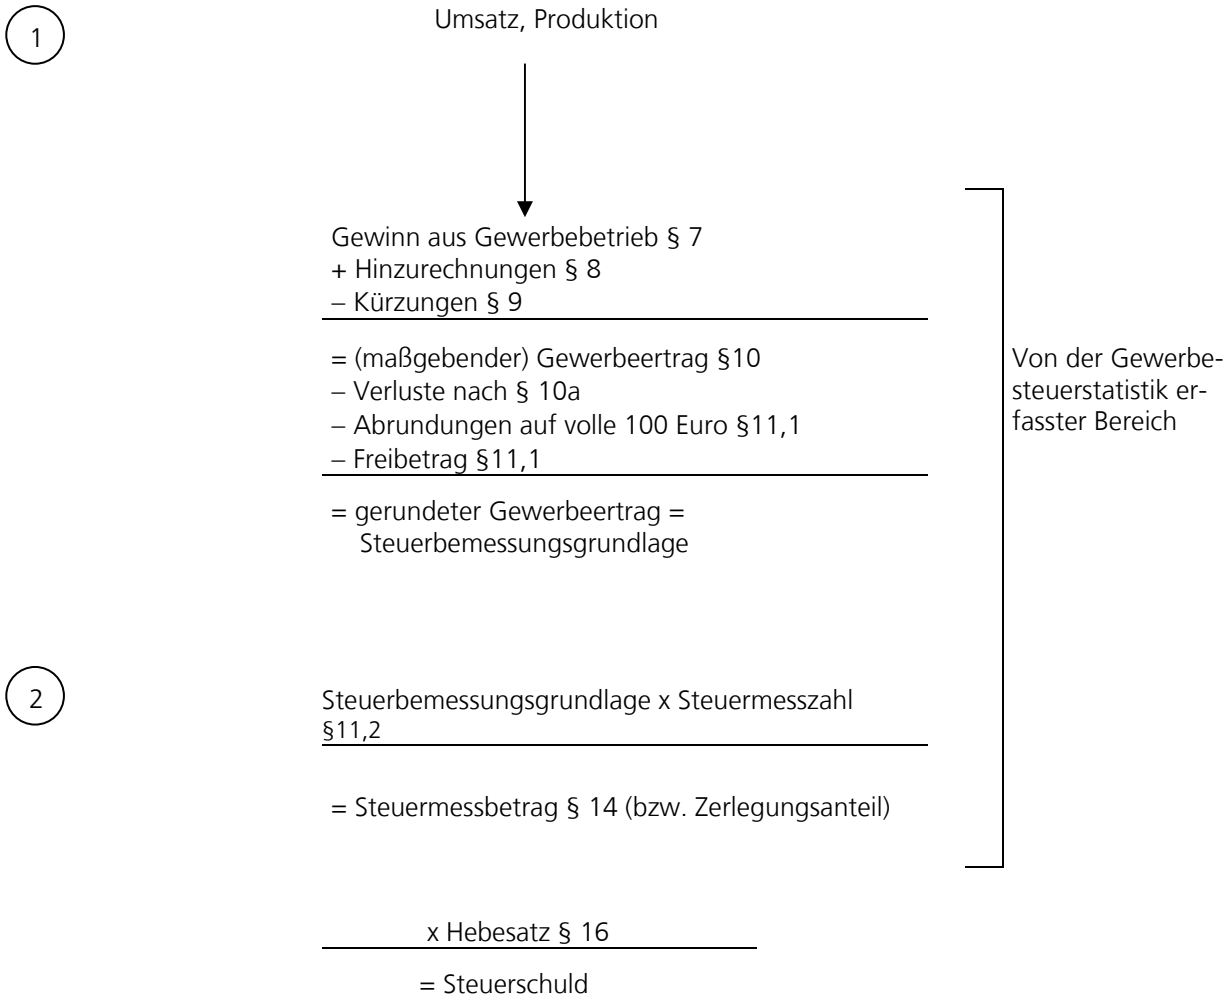 1
Umsatz, Produktion
Gewinn aus Gewerbebetrieb § 7
+ Hinzurechnungen § 8
– Kürzungen § 9
= (maßgebender) Gewerbeertrag §10
– Verluste nach § 10a
– Abrundungen auf volle 100 Euro §11,1
– Freibetrag §11,1
= gerundeter Gewerbeertrag =
Steuerbemessungsgrundlage
Von der Gewerbe-
steuerstatistik er-
fasster Bereich
2
Steuerbemessungsgrundlage x Steuermesszahl
§11,2
= Steuermessbetrag § 14 (bzw. Zerlegungsanteil)
x Hebesatz § 16
= Steuerschuld